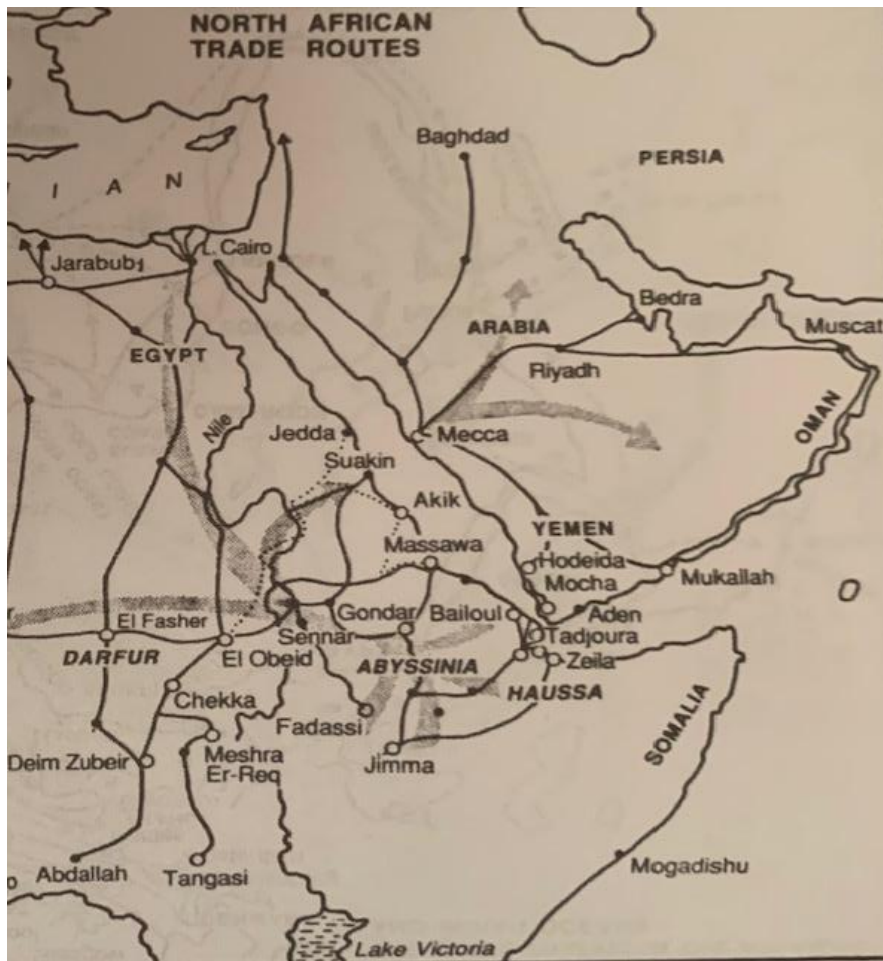 NORTH AFRICAN
TRADE ROUTES
Baghdad
PERSIA
I A N
L. Cairo
Jarabub
Bedra
ARABIA
Muscat
EGYPT
Riyadh
Nile
OMAN
Jedda
Mecca
Suakin
Akik
YEMEN
Massawa
Hodeida
Mukallah
Mocha
Aden
Gondar
Bailoul
El Fasher
Sennar
Tadjoura
DARFUR
El Obeid
ABYSSINIA
Zeila
HAUSSA
Chekka
Fadassi
SOMALIA
Deim Zubeir
Meshra
Er-Req
Jimma
Abdallah
Tangasi
Mogadishu
Lake Victoria